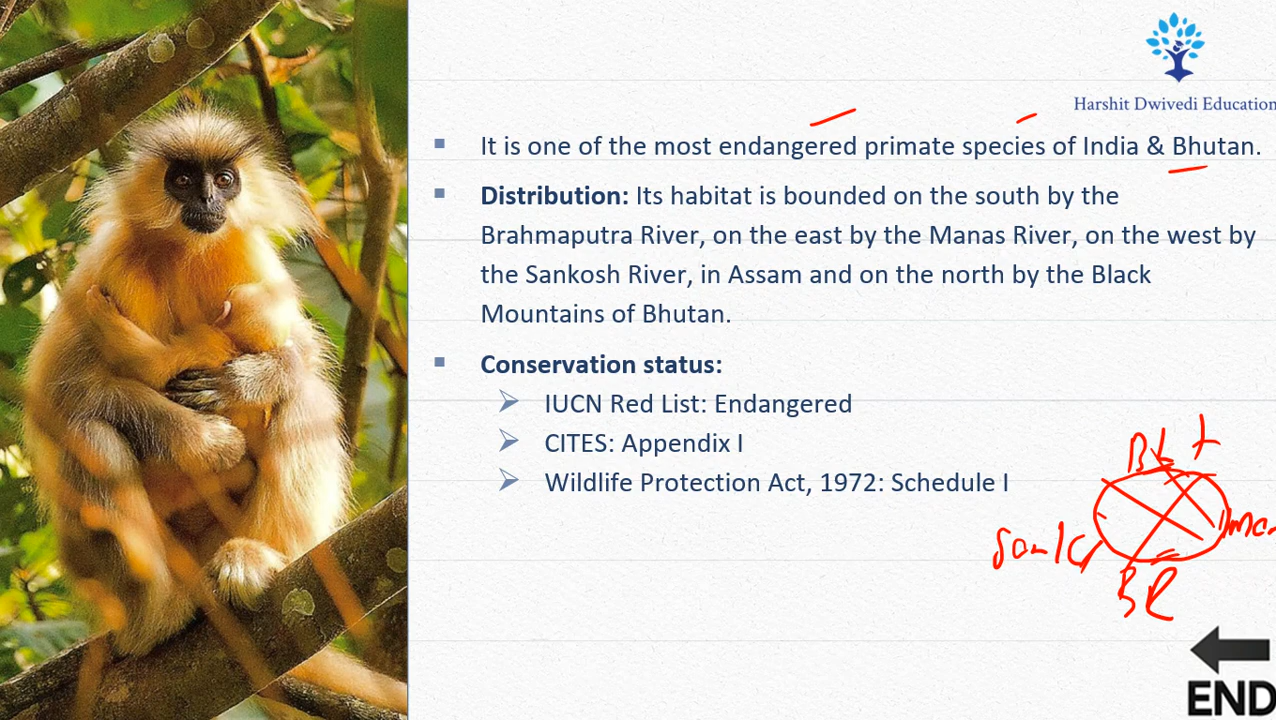 Harshit Dwivedi Education
▪ It is one of the most endangered primate species of India & Bhutan.
▪ Distribution: Its habitat is bounded on the south by the
Brahmaputra River, on the east by the Manas River, on the west by
the Sankosh River, in Assam and on the north by the Black
Mountains of Bhutan.
▪ Conservation status:
➢ IUCN Red List: Endangered
➢ CITES: Appendix I
➢ Wildlife Protection Act, 1972: Schedule I
BR
END